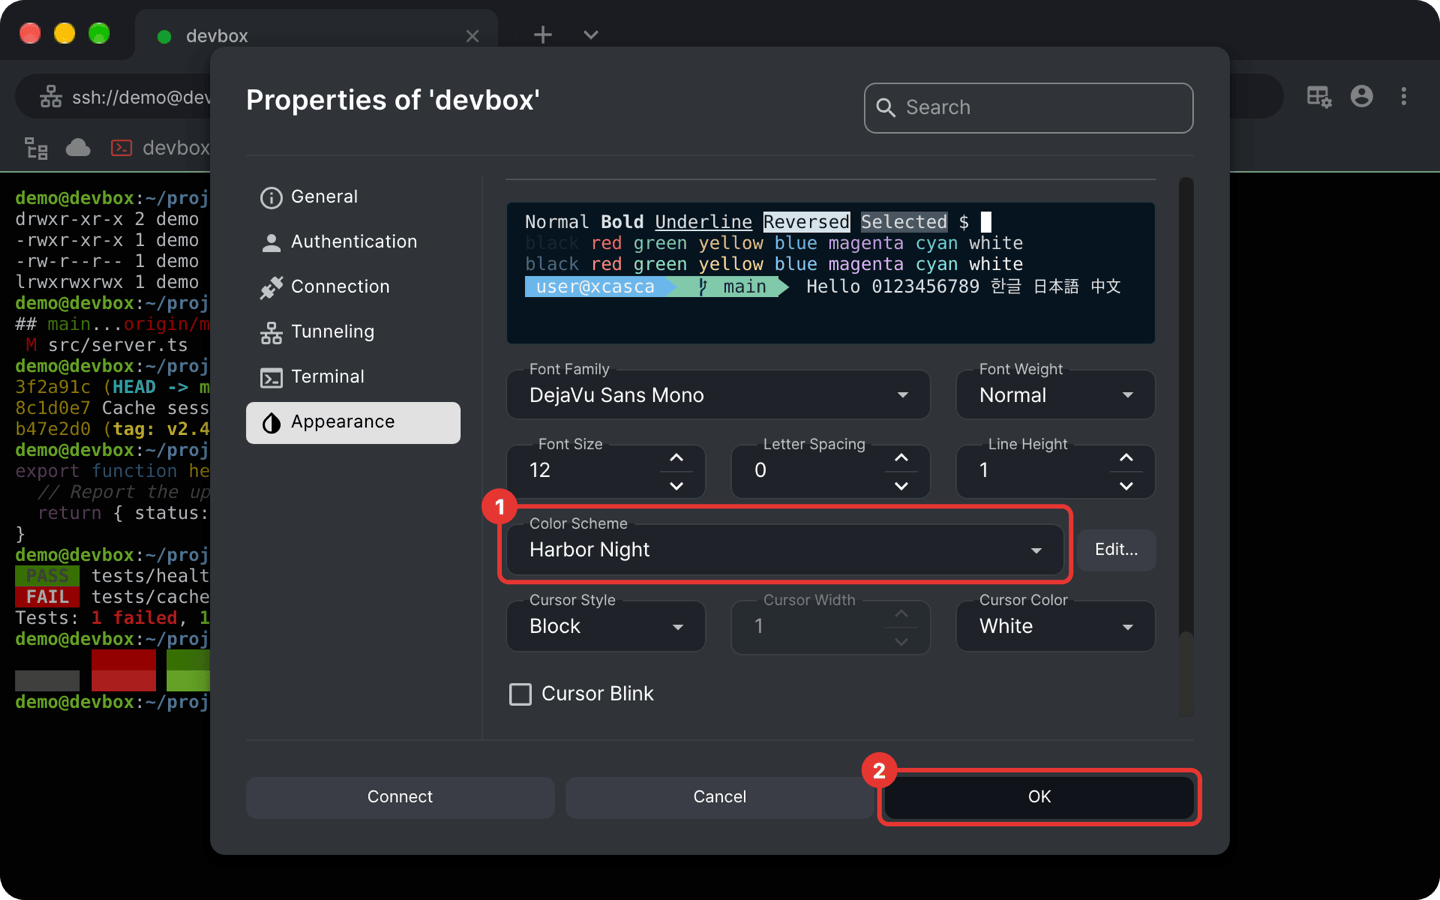 devbox
ssh://demo@dev
devbox
Properties of 'devbox'
Search
General
Authentication
Connection
Tunneling
Terminal
Appearance
Normal Bold Underline Reversed Selected $
black red green yellow blue magenta cyan white
black red green yellow blue magenta cyan white
user@xcasca main Hello 0123456789 한글 日本語 中文
Font Family
DejaVu Sans Mono
Font Weight
Normal
Font Size
12
Letter Spacing
0
Line Height
1
1
Color Scheme
Harbor Night
Edit...
Cursor Style
Block
Cursor Width
1
Cursor Color
White
Cursor Blink
Connect
Cancel
2
OK
demo@devbox:~/proj
drwxr-xr-x 2 demo
-rwxr-xr-x 1 demo
-rw-r--r-- 1 demo
lrwxrwxrwx 1 demo
demo@devbox:~/proj
## main...origin/m
M src/server.ts
demo@devbox:~/proj
3f2a91c (HEAD -> m
8c1d0e7 Cache sess
b47e2d0 (tag: v2.4
demo@devbox:~/proj
export function he
// Report the up
return { status:
}
demo@devbox:~/proj
PASS tests/healt
FAIL tests/cache
Tests: 1 failed, 1
demo@devbox:~/proj
demo@devbox:~/proj